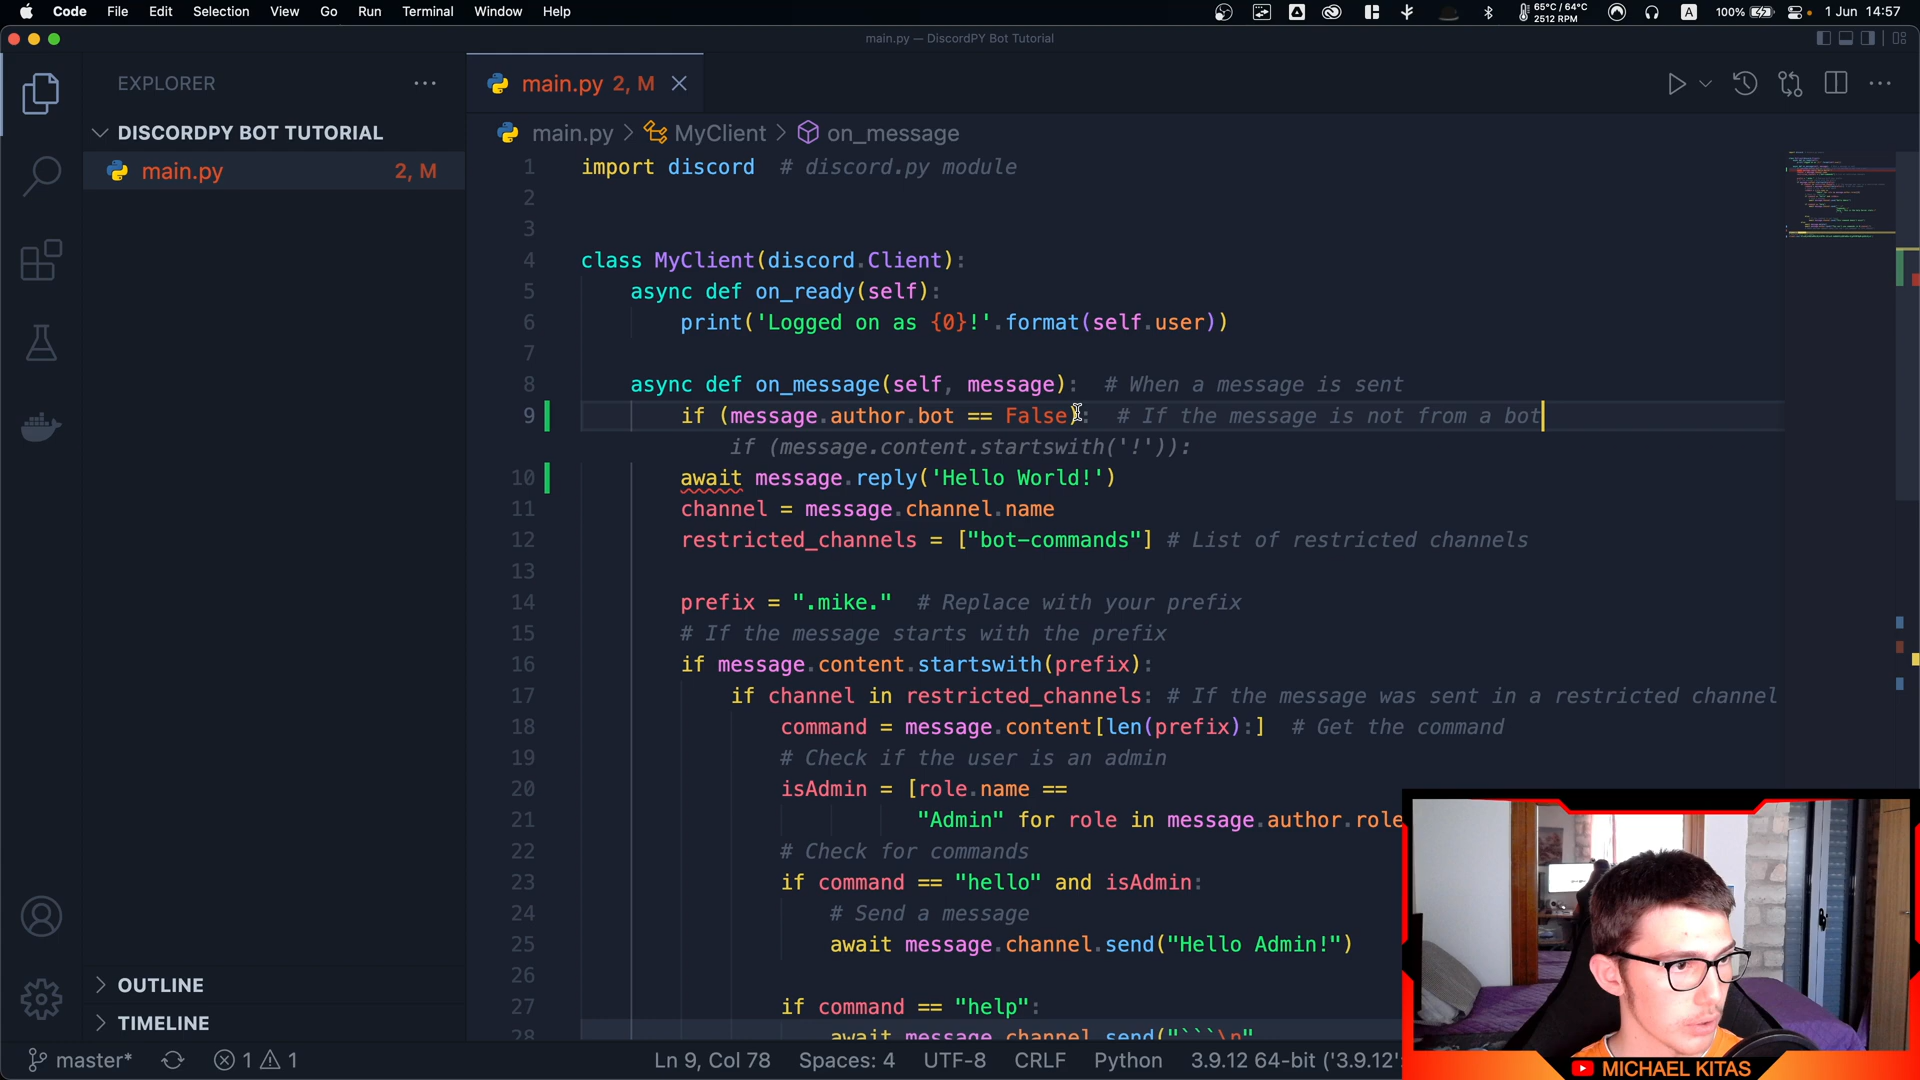 Code File Edit Selection View Go Run Terminal Window Help
65°C / 64°C
2512 RPM
A 100% 1 Jun 14:57
main.py — DiscordPY Bot Tutorial
EXPLORER
main.py 2, M
DISCORDPY BOT TUTORIAL
main.py > MyClient > on_message
main.py 2, M
1 import discord # discord.py module
2
3
4 class MyClient(discord.Client):
5 async def on_ready(self):
6 print('Logged on as {0}!'.format(self.user))
7
8 async def on_message(self, message): # When a message is sent
9 if (message.author.bot == False): # If the message is not from a bot
if (message.content.startswith('!')):
10 await message.reply('Hello World!')
11 channel = message.channel.name
12 restricted_channels = ["bot-commands"] # List of restricted channels
13
14 prefix = ".mike." # Replace with your prefix
15 # If the message starts with the prefix
16 if message.content.startswith(prefix):
17 if channel in restricted_channels: # If the message was sent in a restricted channel
18 command = message.content[len(prefix):] # Get the command
19 # Check if the user is an admin
20 isAdmin = [role.name ==
21 "Admin" for role in message.author.role
22 # Check for commands
23 if command == "hello" and isAdmin:
24 # Send a message
25 await message.channel.send("Hello Admin!")
26
27 if command == "help":
28 await message.channel.send("```\n"
OUTLINE
TIMELINE
master* 1 1 Ln 9, Col 78 Spaces: 4 UTF-8 CRLF Python 3.9.12 64-bit ('3.9.12':
MICHAEL KITAS